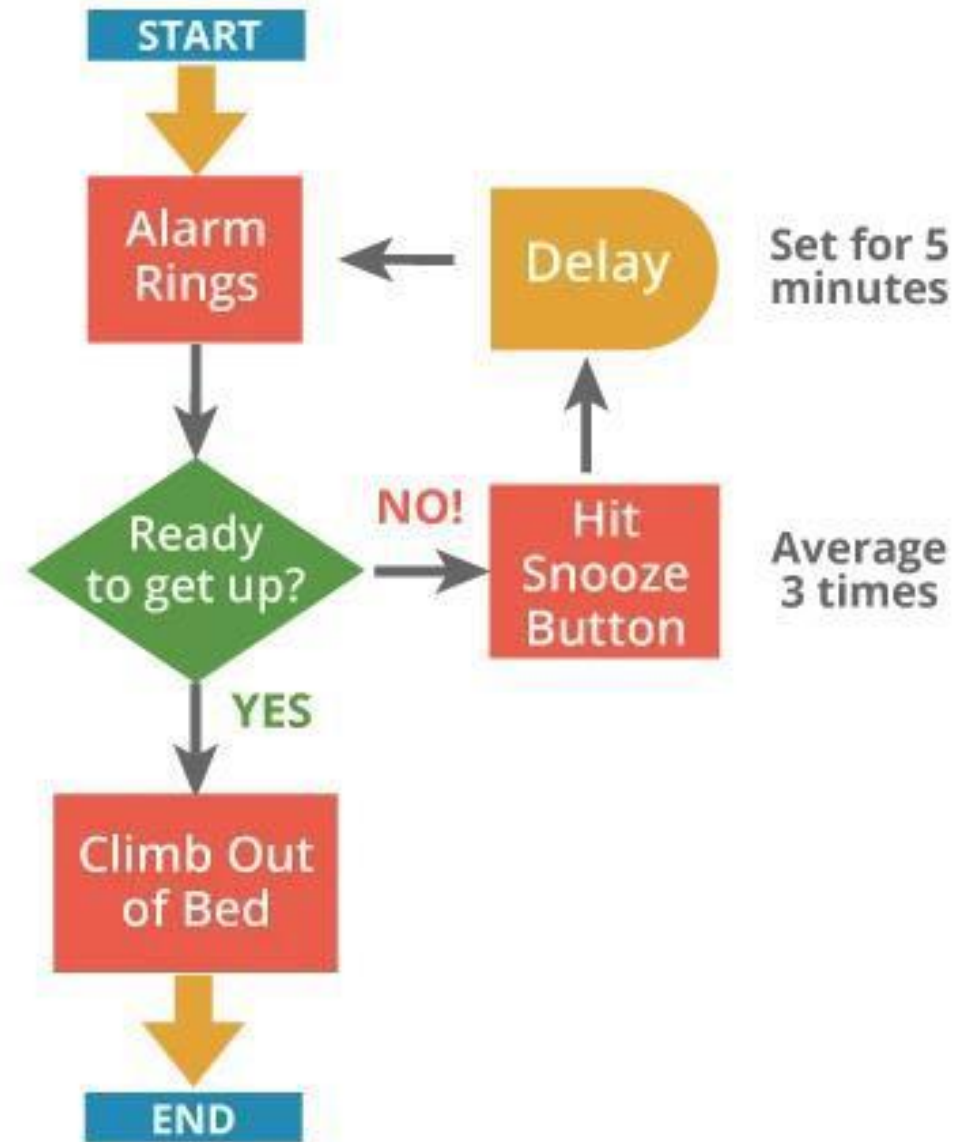 START
Alarm
Rings
Delay
Set for 5
minutes
Ready
to get up?
NO!
Hit
Snooze
Button
Average
3 times
YES
Climb Out
of Bed
END